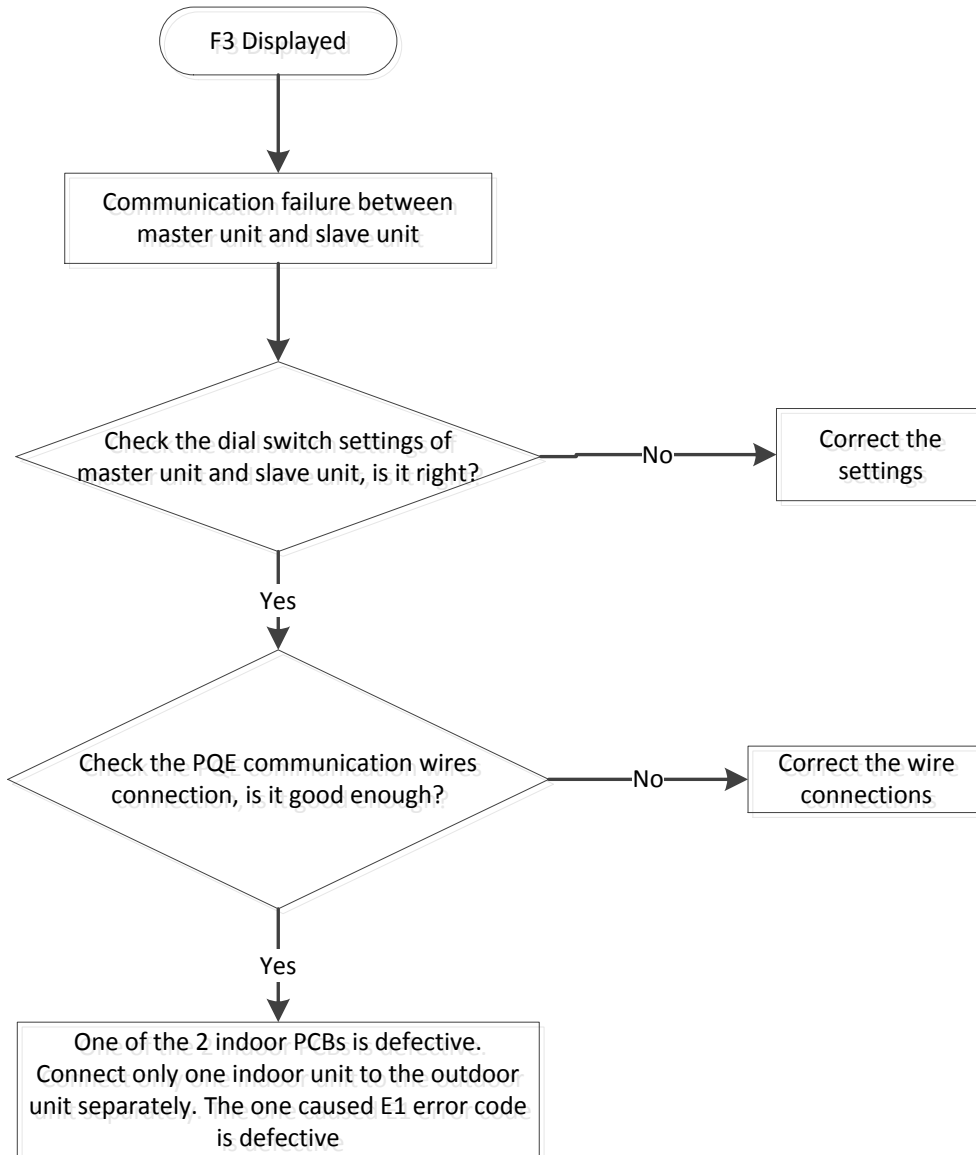 F3 Displayed
Communication failure between
master unit and slave unit
Check the dial switch settings of
master unit and slave unit, is it right?
No
Correct the
settings
Yes
Check the PQE communication wires
connection, is it good enough?
No
Correct the wire
connections
Yes
One of the 2 indoor PCBs is defective.
Connect only one indoor unit to the outdoor
unit separately. The one caused E1 error code
is defective